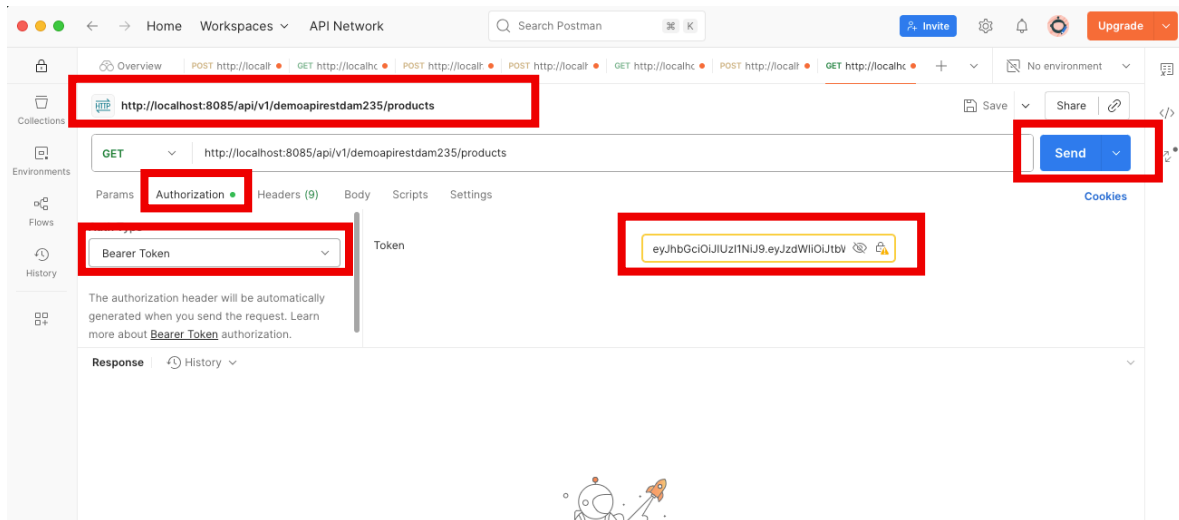 Home Workspaces API Network Search Postman ⌘ K Invite Upgrade
Overview POST http://localh GET http://localhc POST http://localh POST http://localh GET http://localhc POST http://localh GET http://localhc No environment
HTTP http://localhost:8085/api/v1/demoapirestdam235/products Save Share
Collections
GET http://localhost:8085/api/v1/demoapirestdam235/products Send
Environments
Params Authorization Headers (9) Body Scripts Settings Cookies
Flows
Bearer Token Token
History
The authorization header will be automatically
generated when you send the request. Learn
more about Bearer Token authorization.
Response History